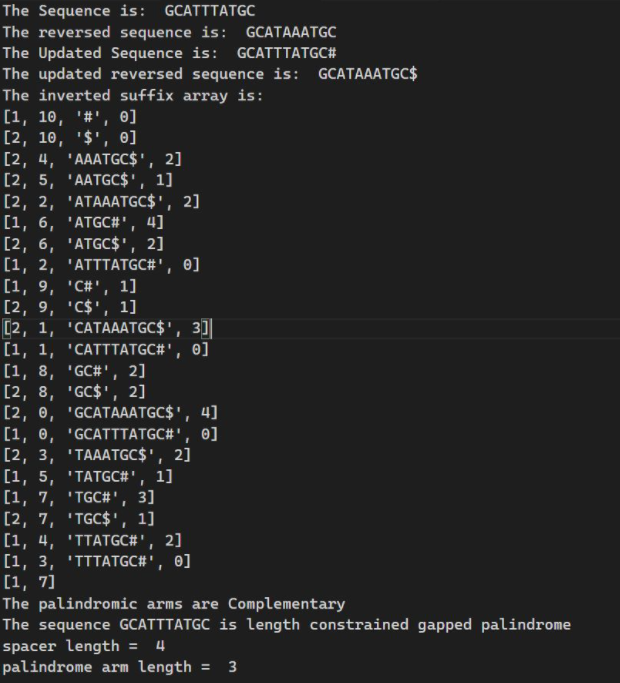 The Sequence is:  GCATTTATGC
The reversed sequence is:  GCATAAATGC
The Updated Sequence is:  GCATTTATGC#
The updated reversed sequence is:  GCATAAATGC$
The inverted suffix array is:
[1, 10, '#', 0]
[2, 10, '$', 0]
[2, 4, 'AAATGC$', 2]
[2, 5, 'AATGC$', 1]
[2, 2, 'ATAAATGC$', 2]
[1, 6, 'ATGC#', 4]
[2, 6, 'ATGC$', 2]
[1, 2, 'ATTTATGC#', 0]
[1, 9, 'C#', 1]
[2, 9, 'C$', 1]
[2, 1, 'CATAAATGC$', 3]
[1, 1, 'CATTTATGC#', 0]
[1, 8, 'GC#', 2]
[2, 8, 'GC$', 2]
[2, 0, 'GCATAAATGC$', 4]
[1, 0, 'GCATTTATGC#', 0]
[2, 3, 'TAAATGC$', 2]
[1, 5, 'TATGC#', 1]
[1, 7, 'TGC#', 3]
[2, 7, 'TGC$', 1]
[1, 4, 'TTATGC#', 2]
[1, 3, 'TTTATGC#', 0]
[1, 7]
The palindromic arms are Complementary
The sequence GCATTTATGC is length constrained gapped palindrome
spacer length =  4
palindrome arm length =  3